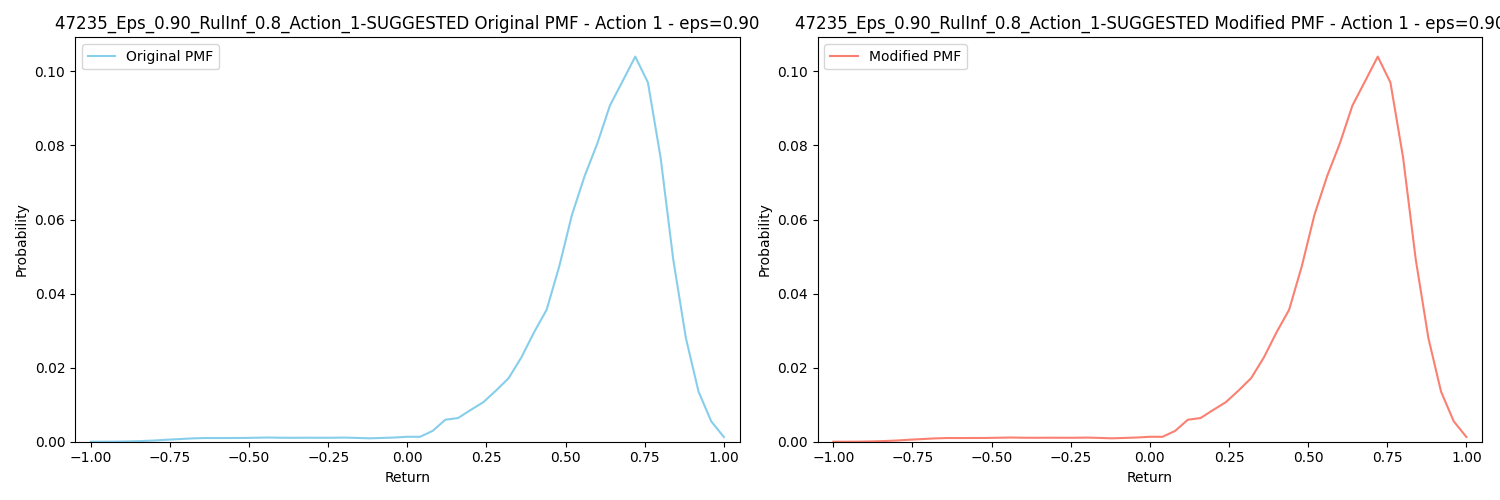 47235_Eps_0.90_RulInf_0.8_Action_1-SUGGESTED Original PMF - Action 1 - eps=0.90
Original PMF
0.10
0.08
0.06
0.04
0.02
0.00
Probability
−1.00 −0.75 −0.50 −0.25 0.00 0.25 0.50 0.75 1.00
Return
47235_Eps_0.90_RulInf_0.8_Action_1-SUGGESTED Modified PMF - Action 1 - eps=0.90
Modified PMF
0.10
0.08
0.06
0.04
0.02
0.00
Probability
−1.00 −0.75 −0.50 −0.25 0.00 0.25 0.50 0.75 1.00
Return